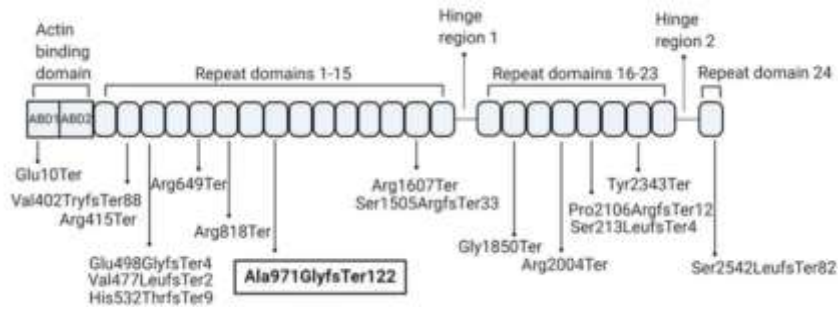 Actin
binding
domain
Repeat domains 1-15
Hinge
region 1
Repeat domains 16-23
Hinge
region 2
Repeat domain 24
ABD1
ABD2
Glu10Ter
Val402TryfsTer88
Arg415Ter
Glu498GlyfsTer4
Val477LeufsTer2
His532ThrfsTer9
Arg649Ter
Arg818Ter
Ala971GlyfsTer122
Arg1607Ter
Ser1505ArgfsTer33
Gly1850Ter
Arg2004Ter
Pro2106ArgfsTer12
Ser213LeufsTer4
Tyr2343Ter
Ser2542LeufsTer82